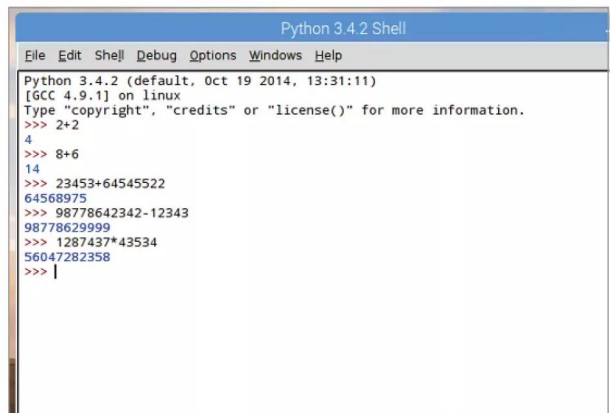 Python 3.4.2 Shell
File Edit Shell Debug Options Windows Help
Python 3.4.2 (default, Oct 19 2014, 13:31:11)
[GCC 4.9.1] on linux
Type "copyright", "credits" or "license()" for more information.
>>> 2+2
4
>>> 8+6
14
>>> 23453+64545522
64568975
>>> 98778642342-12343
98778629999
>>> 1287437*43534
56047282358
>>>